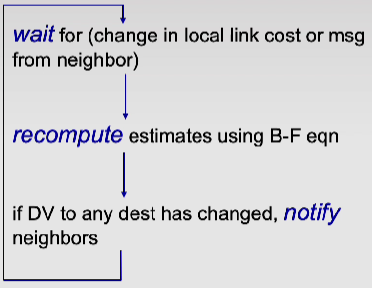 wait for (change in local link cost or msg
from neighbor)
recompute estimates using B-F eqn
if DV to any dest has changed, notify
neighbors